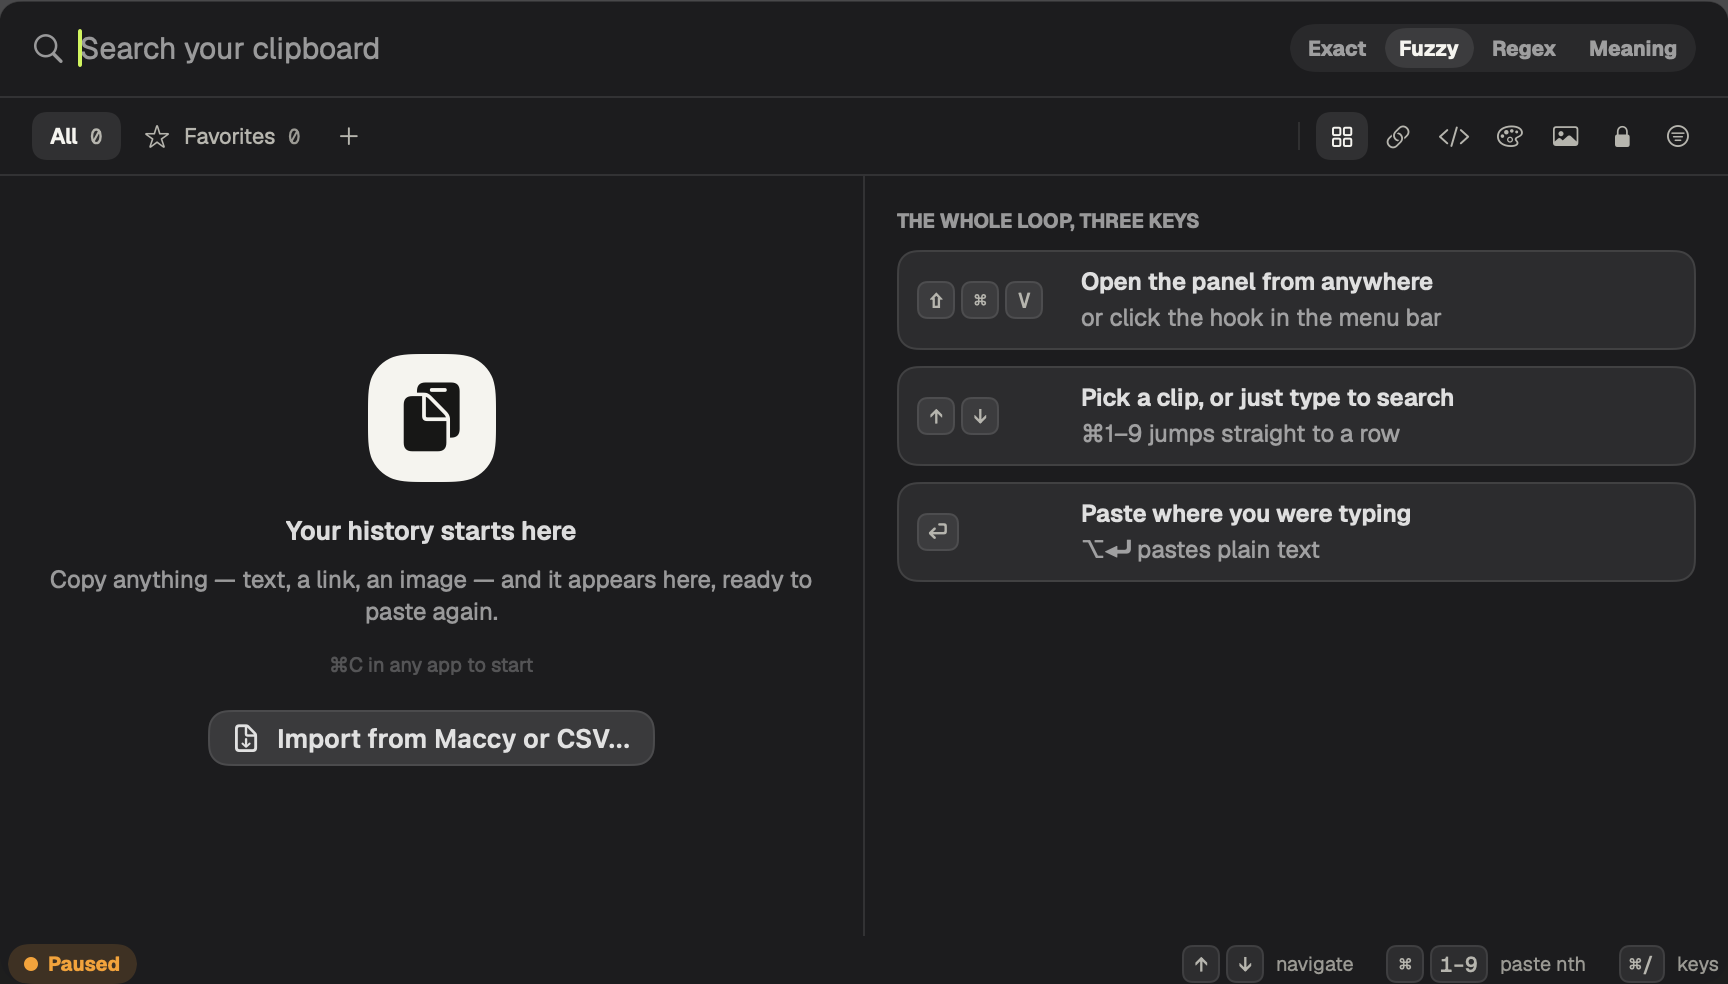 Search your clipboard
Exact Fuzzy Regex Meaning
All 0 Favorites 0 +
Your history starts here
Copy anything — text, a link, an image — and it appears here, ready to
paste again.
⌘C in any app to start
Import from Maccy or CSV...
THE WHOLE LOOP, THREE KEYS
⇧ ⌘ V
Open the panel from anywhere
or click the hook in the menu bar
↑ ↓
Pick a clip, or just type to search
⌘1–9 jumps straight to a row
↩
Paste where you were typing
⌥↩ pastes plain text
Paused
↑ ↓ navigate ⌘ 1–9 paste nth ⌘/ keys